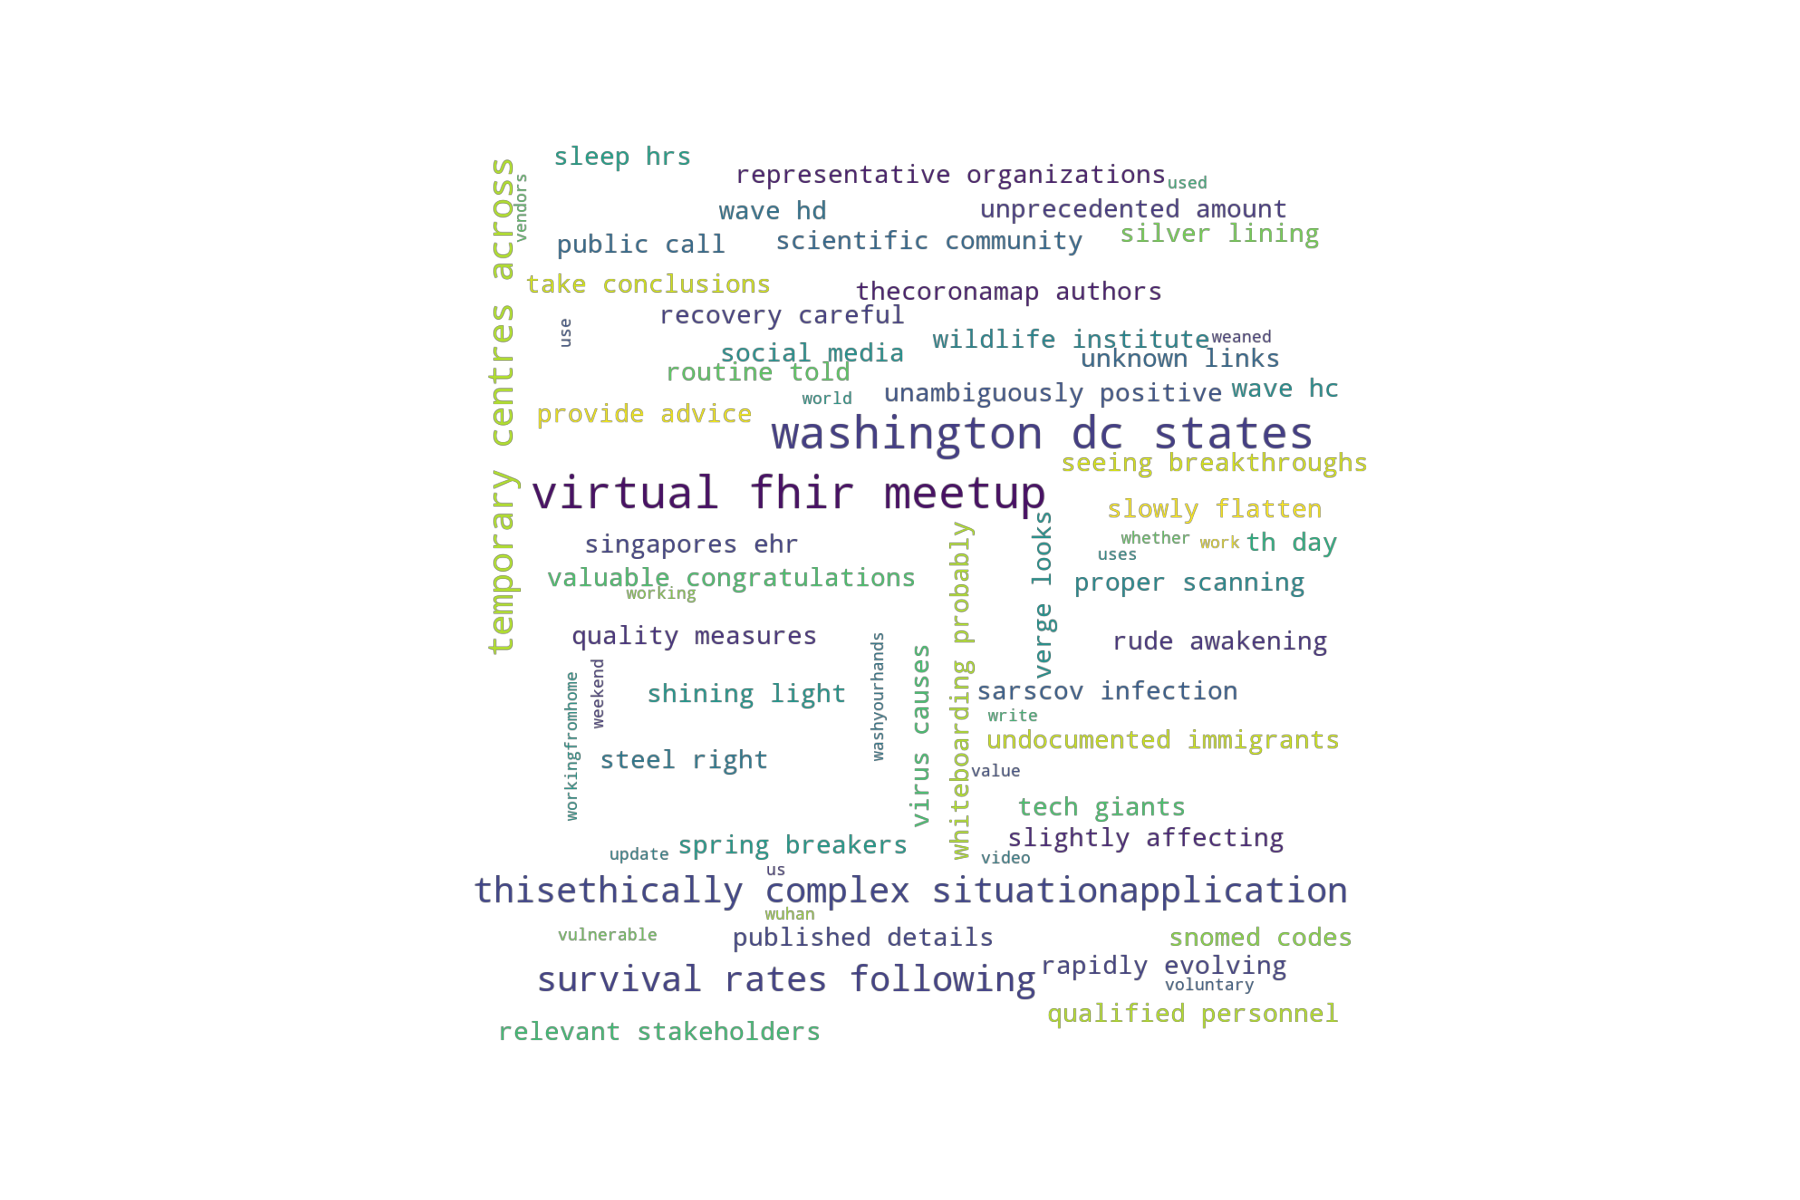 sleep hrs
representative organizations
used
vendors
temporary centres across
wave hd
unprecedented amount
public call
scientific community
silver lining
take conclusions
thecoronamap authors
recovery careful
use
wildlife institute
weaned
social media
unknown links
routine told
unambiguously positive
wave hc
world
provide advice
washington dc states
seeing breakthroughs
virtual fhir meetup
slowly flatten
singapores ehr
whether
work
th day
uses
valuable congratulations
working
proper scanning
verge looks
whiteboarding probably
quality measures
rude awakening
washyourhands
virus causes
weekend
workingfromhome
shining light
sarscov infection
write
undocumented immigrants
steel right
value
tech giants
slightly affecting
spring breakers
update
video
us
thisethically complex situationapplication
wuhan
vulnerable
published details
snomed codes
rapidly evolving
survival rates following
voluntary
qualified personnel
relevant stakeholders